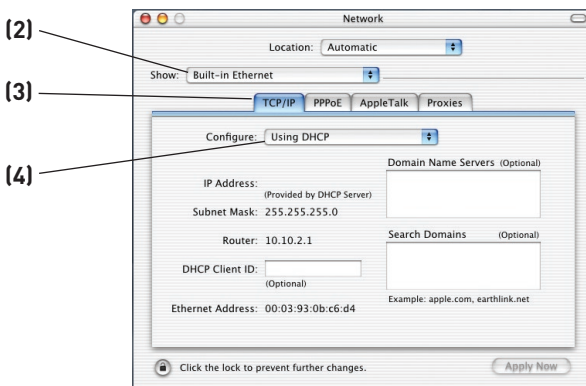 Network
(2)
Location: Automatic
Show: Built-in Ethernet
(3)
TCP/IP PPPoE AppleTalk Proxies
(4)
Configure: Using DHCP
Domain Name Servers (Optional)
IP Address:
(Provided by DHCP Server)
Subnet Mask: 255.255.255.0
Router: 10.10.2.1
Search Domains (Optional)
DHCP Client ID:
(Optional)
Example: apple.com, earthlink.net
Ethernet Address: 00:03:93:0b:c6:d4
Click the lock to prevent further changes.
Apply Now